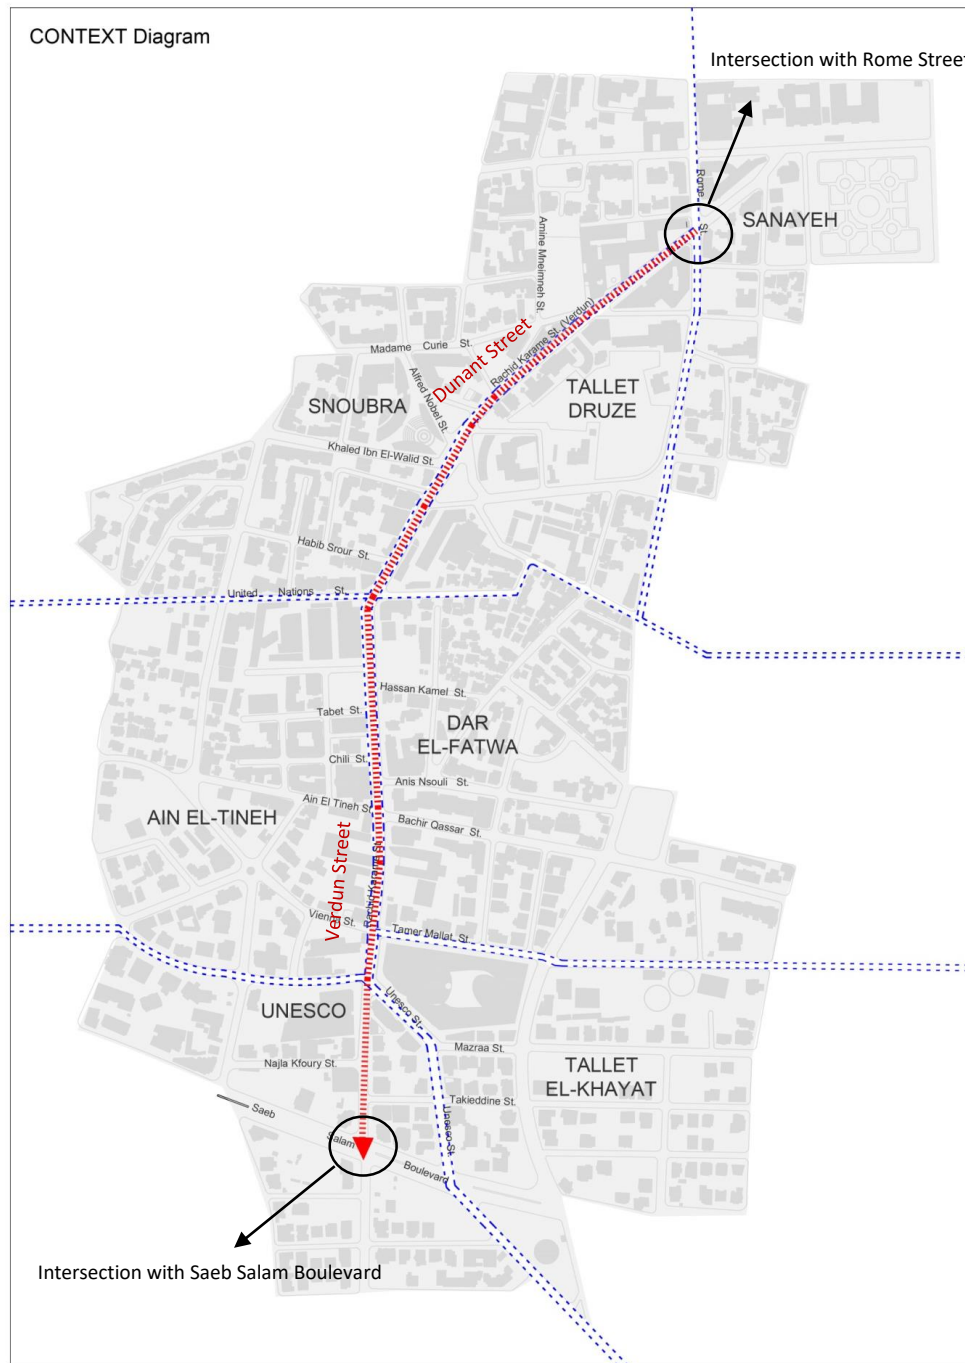 CONTEXT Diagram
Intersection with Rome Street
Rome
St.
SANAYEH
Amine Mneimneh St.
Rachid Karame St. (Verdun)
Madame Curie St.
Dunant Street
Alfred Nobel St.
TALLET
DRUZE
SNOUBRA
Khaled Ibn El-Walid St.
Habib Srour St.
United Nations St.
Hassan Kamel St.
Tabet St.
DAR
EL-FATWA
Chili St.
Anis Nsouli St.
Ain El Tineh St.
AIN EL-TINEH
Bachir Qassar St.
Verdun Street
Vienna St.
Tamer Mallat St.
Unesco St.
UNESCO
Mazraa St.
Najla Kfoury St.
TALLET
EL-KHAYAT
Takieddine St.
Unesco St.
Saeb
Salam
Boulevard
Intersection with Saeb Salam Boulevard